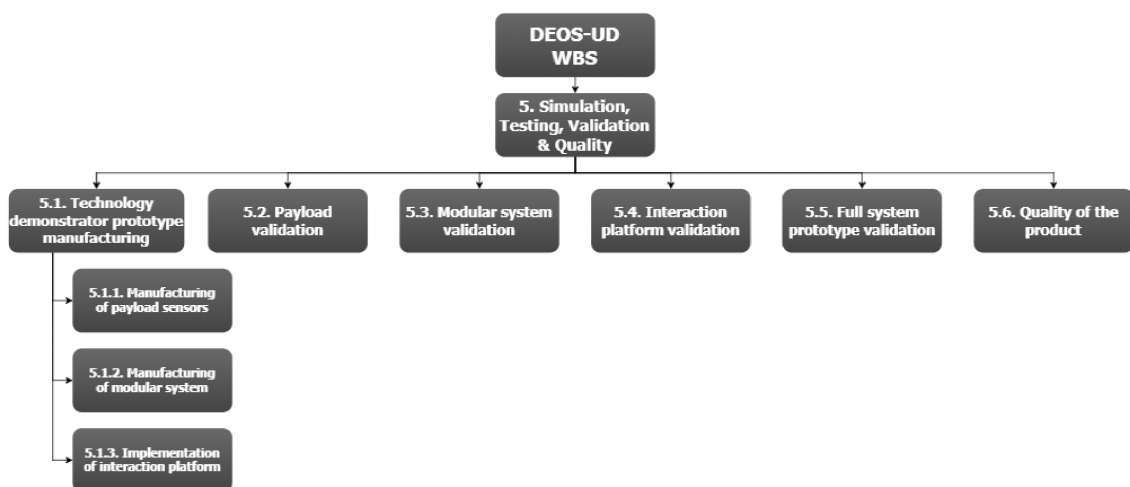 DEOS-UD
WBS
5. Simulation,
Testing, Validation
& Quality
5.1. Technology
demonstrator prototype
manufacturing
5.2. Payload
validation
5.3. Modular system
validation
5.4. Interaction
platform validation
5.5. Full system
prototype validation
5.6. Quality of the
product
5.1.1. Manufacturing
of payload sensors
5.1.2. Manufacturing
of modular system
5.1.3. Implementation
of interaction platform